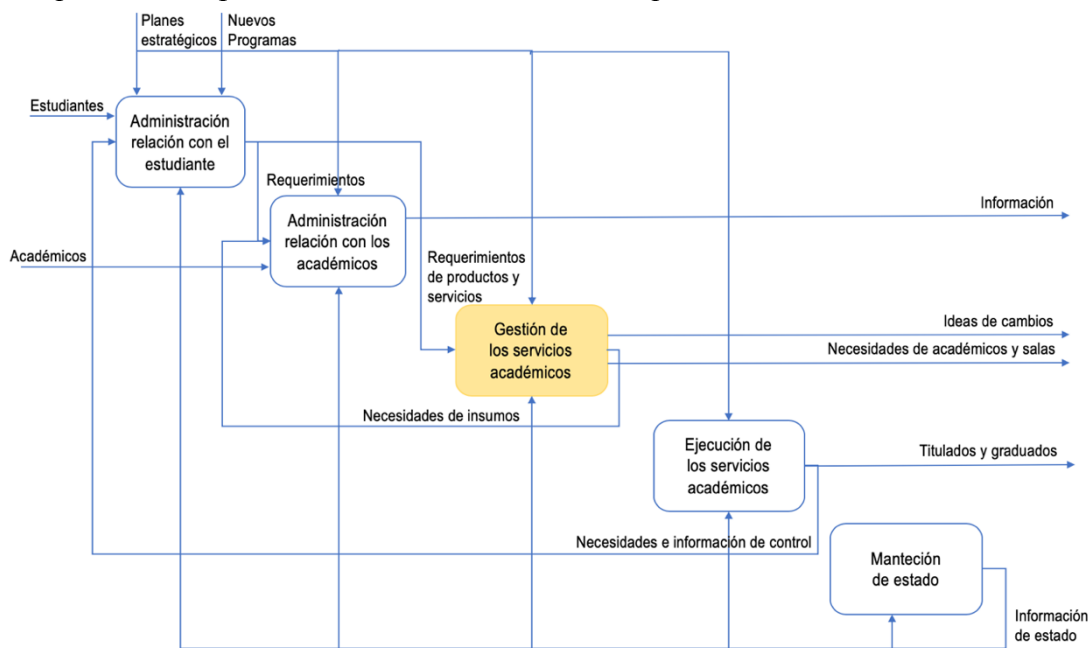 Planes
estratégicos
Nuevos
Programas
Estudiantes
Administración
relación con el
estudiante
Requerimientos
Administración
relación con los
académicos
Información
Académicos
Requerimientos
de productos y
servicios
Gestión de
los servicios
académicos
Ideas de cambios
Necesidades de académicos y salas
Necesidades de insumos
Ejecución de
los servicios
académicos
Titulados y graduados
Necesidades e información de control
Manteción
de estado
Información
de estado